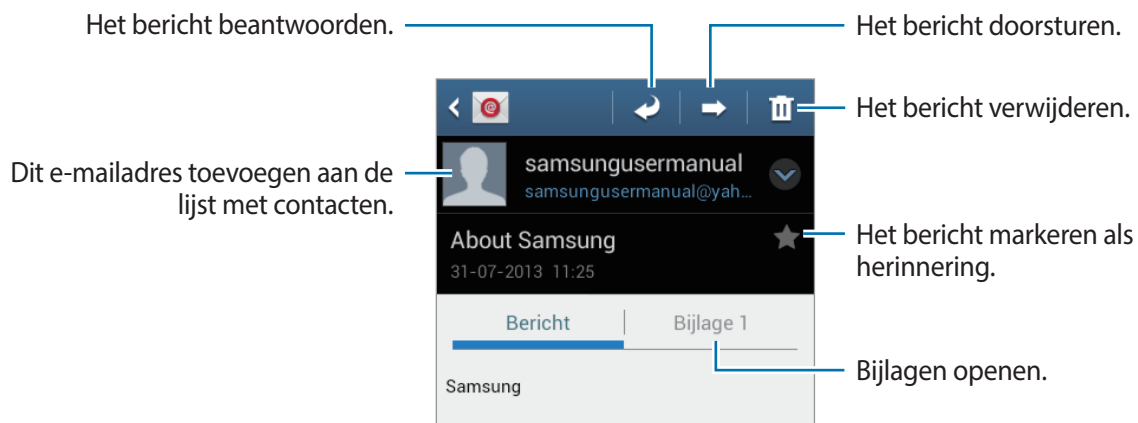 Het bericht beantwoorden.
Het bericht doorsturen.
Het bericht verwijderen.
Dit e-mailadres toevoegen aan de
lijst met contacten.
samsungusermanual
samsungusermanual@yah...
About Samsung
31-07-2013 11:25
Het bericht markeren als
herinnering.
Bericht
Bijlage 1
Bijlagen openen.
Samsung